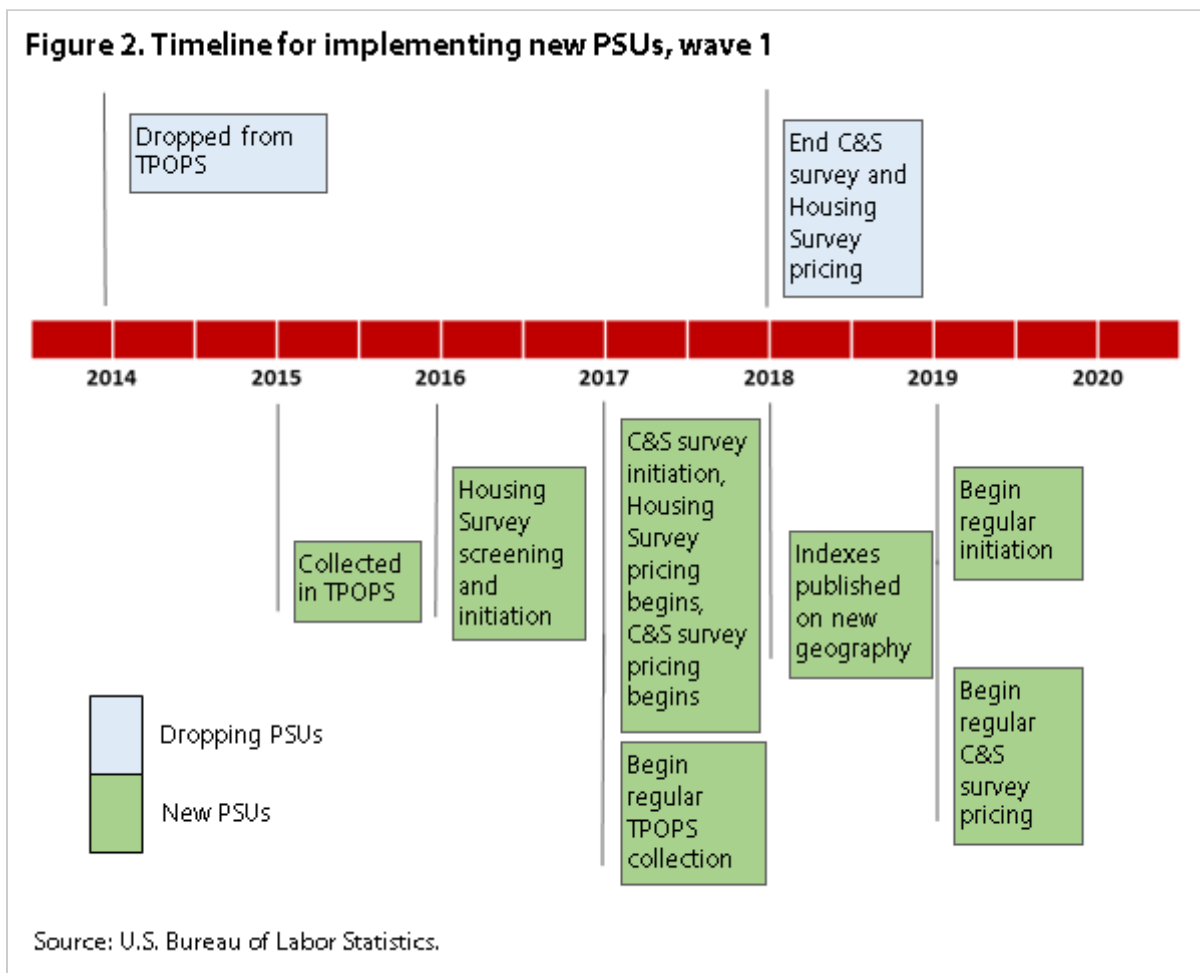 Figure 2. Timeline for implementing new PSUs, wave 1
Dropped from
TPOPS
End C&S
survey and
Housing
Survey
pricing
2014
2015
2016
2017
2018
2019
2020
Collected
in TPOPS
Housing
Survey
screening
and
initiation
C&S survey
initiation,
Housing
Survey
pricing
begins,
C&S survey
pricing
begins
Begin
regular
TPOPS
collection
Indexes
published
on new
geography
Begin
regular
initiation
Begin
regular
C&S
survey
pricing
Dropping PSUs
New PSUs
Source: U.S. Bureau of Labor Statistics.